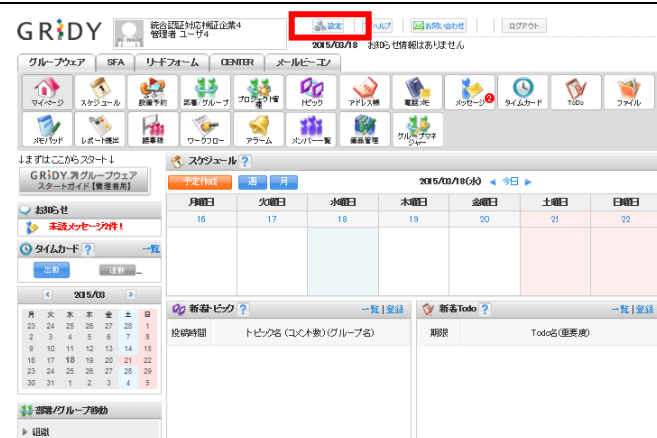 GRiDY
NO IMAGE
統合認証対応検証企業4
管理者 ユーザ4
設定
ヘルプ
お問い合わせ
ログアウト
2015/03/18 お知らせ情報はありません
グループウェア SFA リードフォーム CENTER メールビーコン
マイページ スケジュール 設備予約 部署/グループ プロジェクト管理 トピック アドレス帳 電話メモ メッセージ タイムカード ToDo ファイル
メモパッド レポート提出 議事録 ワークフロー アラーム メンバー一覧 備品管理 グループマネジャー
↓まずはここからスタート↓
GRiDY グループウェア
スタートガイド【管理者用】
お知らせ
未読メッセージ2件!
タイムカード ? 一覧
出勤 退勤 --
< 2015/03 >
月 火 水 木 金 土 日
23 24 25 26 27 28 1
2 3 4 5 6 7 8
9 10 11 12 13 14 15
16 17 18 19 20 21 22
23 24 25 26 27 28 29
30 31 1 2 3 4 5
部署/グループ移動
組織
スケジュール ?
予定作成 週 月 2015/03/18(水) 今日
月曜日 火曜日 水曜日 木曜日 金曜日 土曜日 日曜日
16 17 18 19 20 21 22
新着トピック ? 一覧|登録
投稿時間 トピック名(コメント数)(グループ名)
新着Todo ? 一覧|登録
期限 Todo名(重要度)